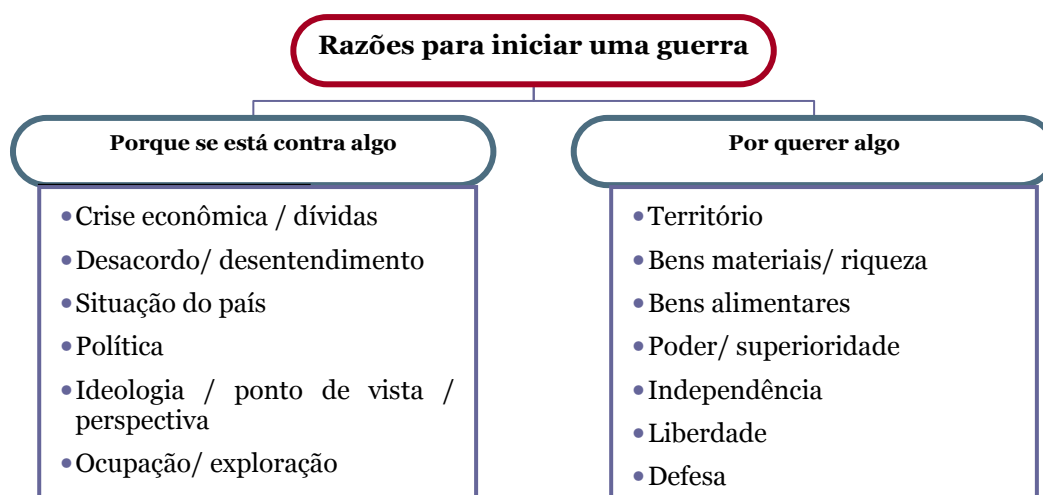 Razões para iniciar uma guerra
Porque se está contra algo
• Crise econômica / dívidas
• Desacordo/ desentendimento
• Situação do país
• Política
• Ideologia / ponto de vista /
perspectiva
• Ocupação/ exploração
Por querer algo
• Território
• Bens materiais/ riqueza
• Bens alimentares
• Poder/ superioridade
• Independência
• Liberdade
• Defesa